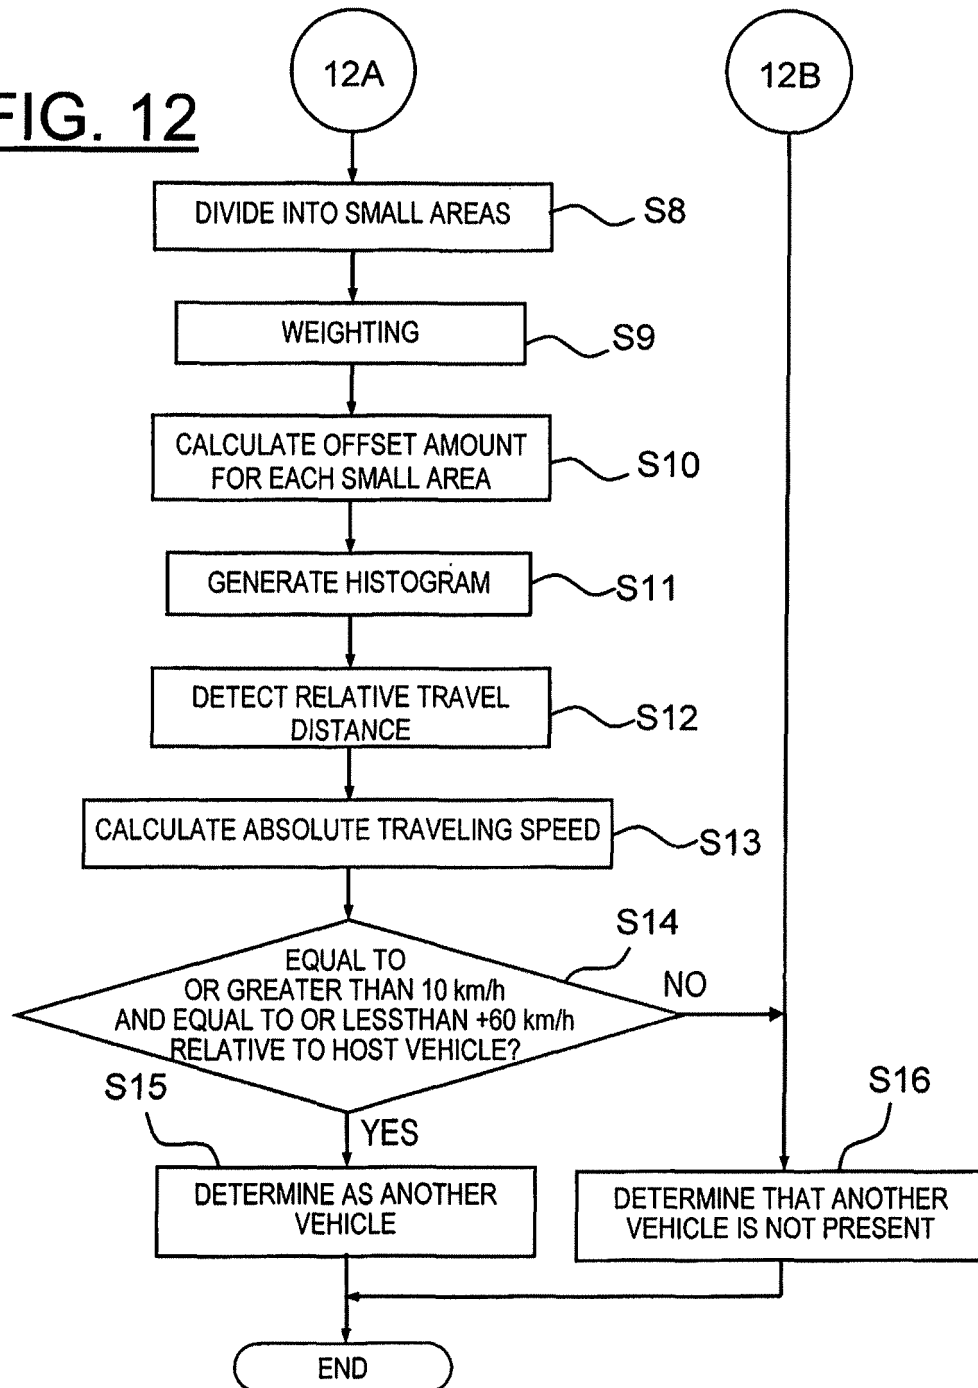 FIG. 12
12A
12B
DIVIDE INTO SMALL AREAS
S8
WEIGHTING
S9
CALCULATE OFFSET AMOUNT
FOR EACH SMALL AREA
S10
GENERATE HISTOGRAM
S11
DETECT RELATIVE TRAVEL
DISTANCE
S12
CALCULATE ABSOLUTE TRAVELING SPEED
S13
S14
EQUAL TO
OR GREATER THAN 10 km/h
AND EQUAL TO OR LESSTHAN +60 km/h
RELATIVE TO HOST VEHICLE?
NO
S15
YES
S16
DETERMINE AS ANOTHER
VEHICLE
DETERMINE THAT ANOTHER
VEHICLE IS NOT PRESENT
END